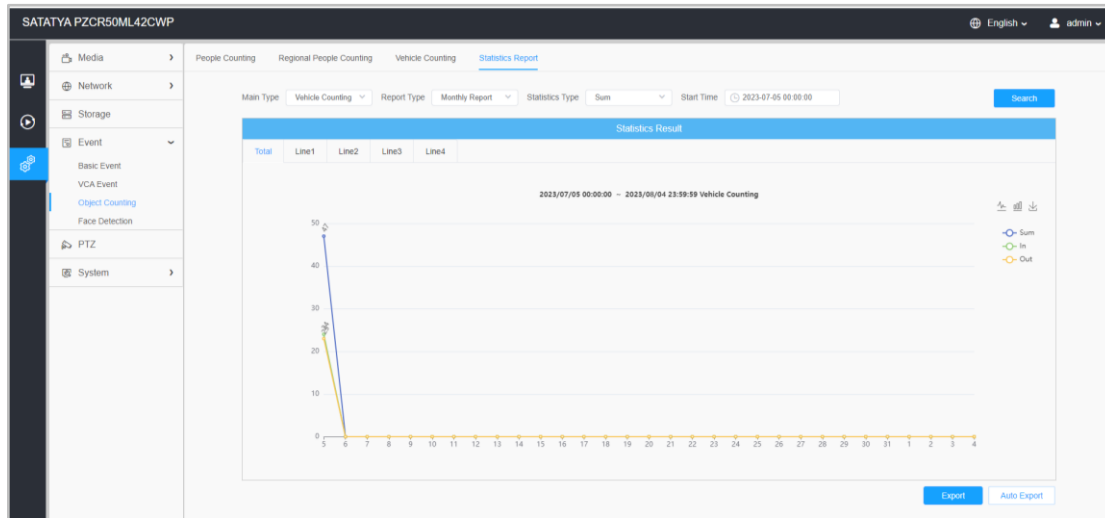 SATATYA PZCR50ML42CWP
English
admin
Media
Network
Storage
Event
Basic Event
VCA Event
Object Counting
Face Detection
PTZ
System
People Counting Regional People Counting Vehicle Counting Statistics Report
Main Type Vehicle Counting Report Type Monthly Report Statistics Type Sum Start Time 2023-07-05 00:00:00 Search
Statistics Result
Total Line1 Line2 Line3 Line4
2023/07/05 00:00:00 ~ 2023/08/04 23:59:59 Vehicle Counting
Sum
In
Out
50
40
30
20
10
0
5 6 7 8 9 10 11 12 13 14 15 16 17 18 19 20 21 22 23 24 25 26 27 28 29 30 31 1 2 3 4
Export Auto Export